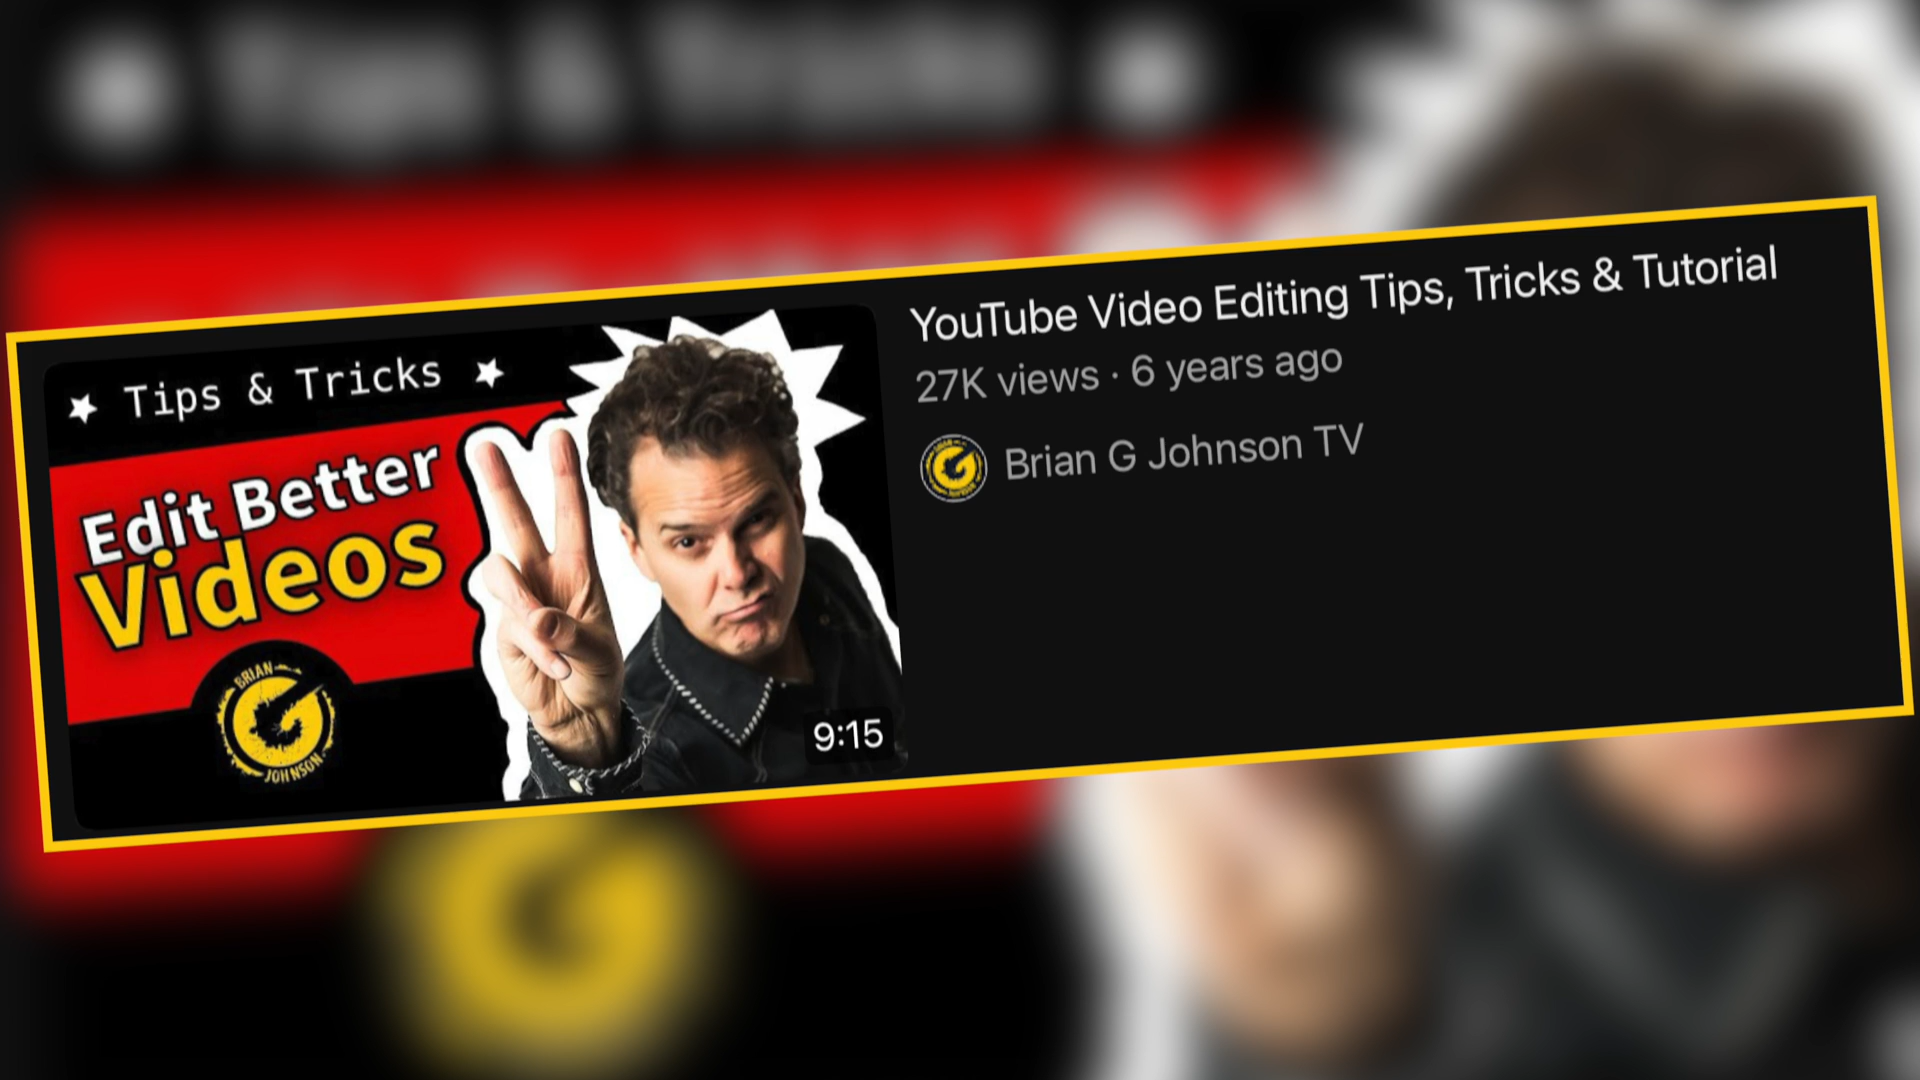 ★ Tips & Tricks ★
Edit Better
Videos
BRIAN
G
JOHNSON
9:15
YouTube Video Editing Tips, Tricks & Tutorial
27K views · 6 years ago
Brian G Johnson TV